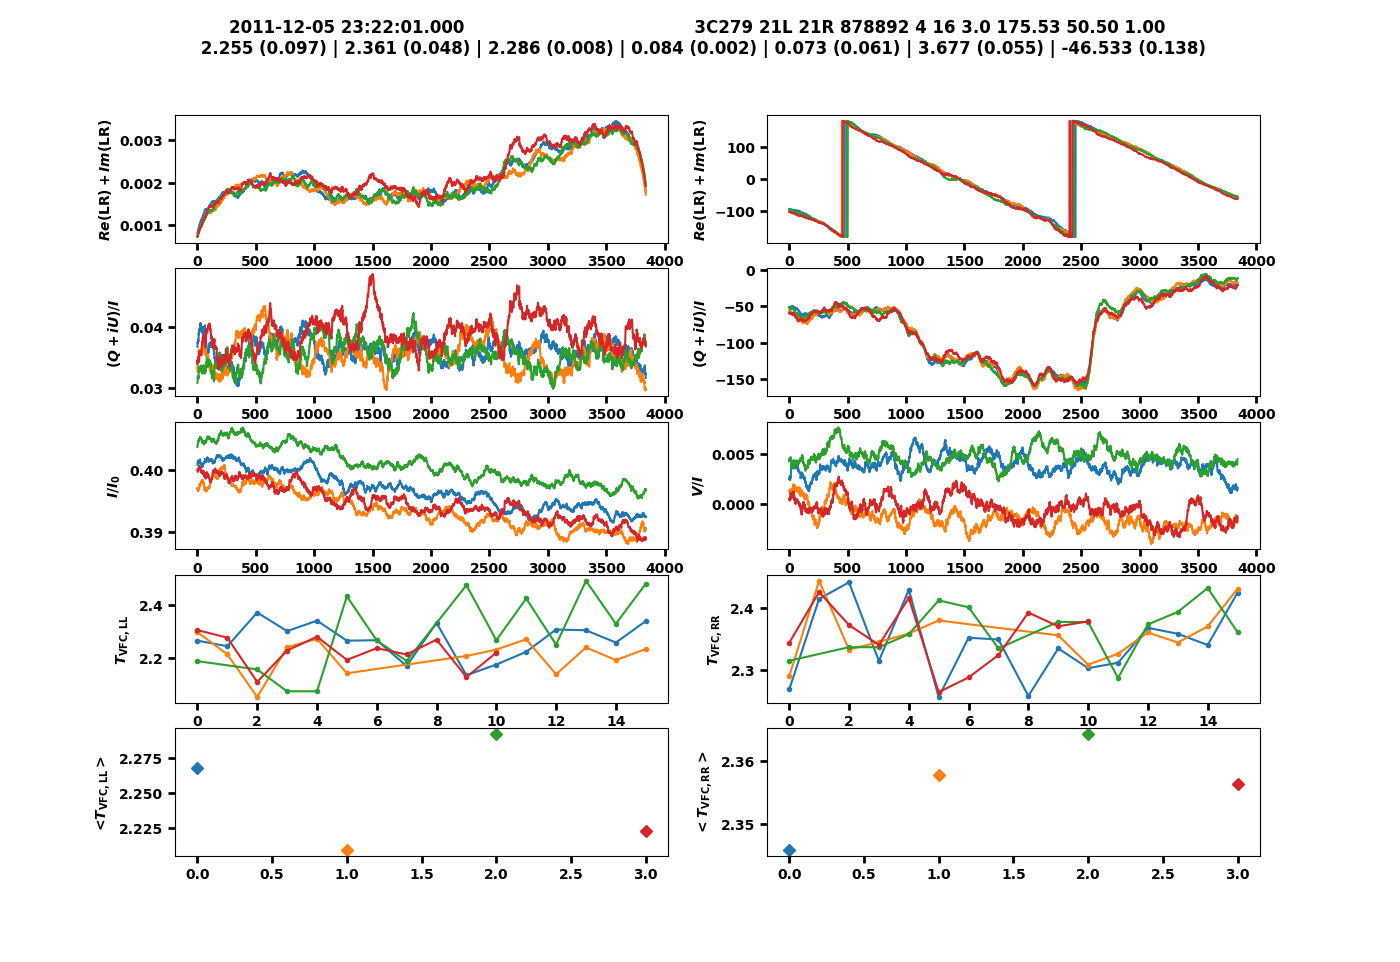 2011-12-05 23:22:01.000 3C279 21L 21R 878892 4 16 3.0 175.53 50.50 1.00
2.255 (0.097) | 2.361 (0.048) | 2.286 (0.008) | 0.084 (0.002) | 0.073 (0.061) | 3.677 (0.055) | -46.533 (0.138)
Re(LR) + Im(LR)
0.003
0.002
0.001
0 500 1000 1500 2000 2500 3000 3500 4000
Re(LR) + Im(LR)
100
0
−100
0 500 1000 1500 2000 2500 3000 3500 4000
(Q + iU)/I
0.04
0.03
0 500 1000 1500 2000 2500 3000 3500 4000
(Q + iU)/I
0
−50
−100
−150
0 500 1000 1500 2000 2500 3000 3500 4000
I/I0
0.40
0.39
0 500 1000 1500 2000 2500 3000 3500 4000
V/I
0.005
0.000
0 500 1000 1500 2000 2500 3000 3500 4000
TVFC, LL
2.4
2.2
0 2 4 6 8 10 12 14
TVFC, RR
2.4
2.3
0 2 4 6 8 10 12 14
<TVFC, LL >
2.275
2.250
2.225
0.0 0.5 1.0 1.5 2.0 2.5 3.0
< TVFC, RR >
2.36
2.35
0.0 0.5 1.0 1.5 2.0 2.5 3.0